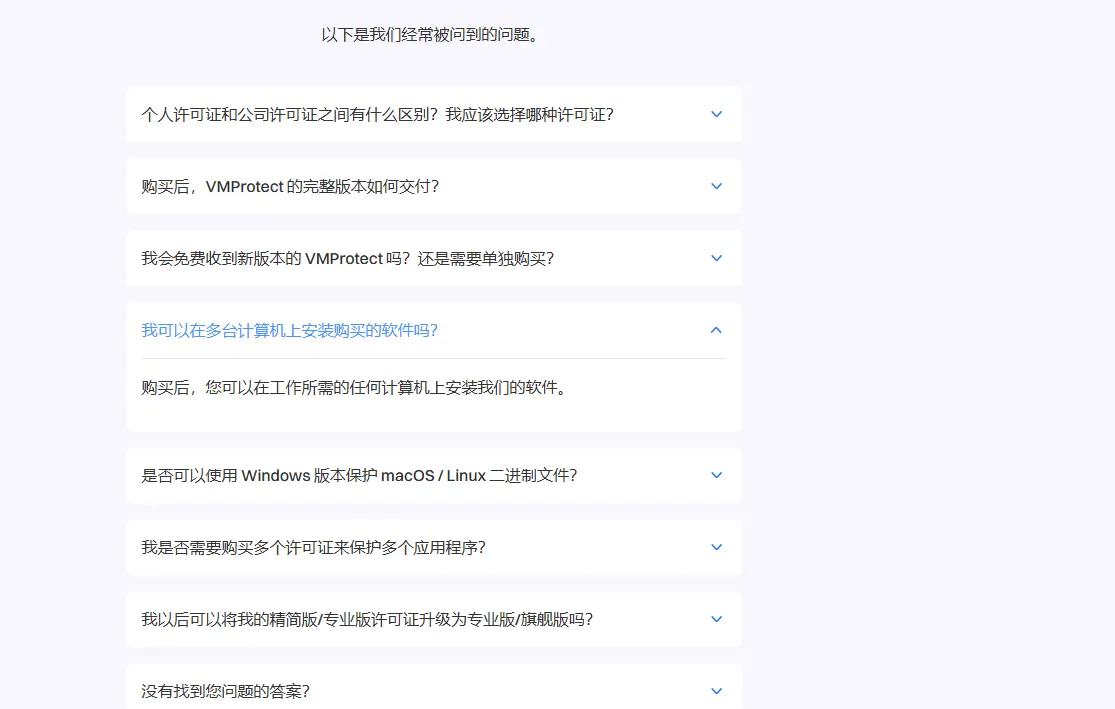 以下是我们经常被问到的问题。
个人许可证和公司许可证之间有什么区别？我应该选择哪种许可证？
购买后，VMProtect 的完整版本如何交付？
我会免费收到新版本的 VMProtect 吗？还是需要单独购买？
我可以在多台计算机上安装购买的软件吗？
购买后，您可以在工作所需的任何计算机上安装我们的软件。
是否可以使用 Windows 版本保护 macOS / Linux 二进制文件？
我是否需要购买多个许可证来保护多个应用程序？
我以后可以将我的精简版/专业版许可证升级为专业版/旗舰版吗？
没有找到您问题的答案？